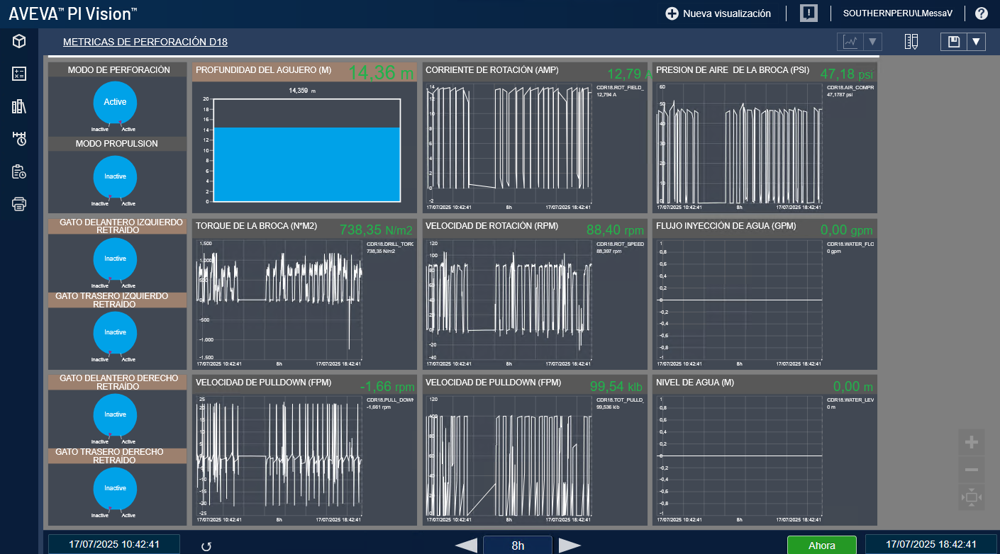 AVEVA™ PI Vision™
Nueva visualización
SOUTHERNPERU\LMessaV
METRICAS DE PERFORACIÓN D18
MODO DE PERFORACIÓN
Active
Inactive Active
MODO PROPULSION
Inactive
Inactive Active
PROFUNDIDAD DEL AGUJERO (M)
14,36 m
14,359 m
20
18
16
14
12
10
8
6
4
2
0
CORRIENTE DE ROTACIÓN (AMP)
12,79 A
CDR18.ROT_FIELD_
12,794 A
14
12
10
8
6
4
2
0
-2
17/07/2025 10:42:41 8h 17/07/2025 18:42:41
PRESION DE AIRE DE LA BROCA (PSI)
47,18 psi
CDR18.AIR_COMPR
47,1787 psi
60
50
40
30
20
10
0
17/07/2025 10:42:41 8h 17/07/2025 18:42:41
GATO DELANTERO IZQUIERDO
RETRAÍDO
Inactive
Inactive Active
GATO TRASERO IZQUIERDO
RETRAÍDO
Inactive
Inactive Active
TORQUE DE LA BROCA (N*M2)
738,35 N/m2
CDR18.DRILL_TORC
738,35 N/m2
1.500
1.000
500
0
-500
-1.000
-1.500
17/07/2025 10:42:41 8h 17/07/2025 18:42:41
VELOCIDAD DE ROTACIÓN (RPM)
88,40 rpm
CDR18.ROT_SPEED
88,397 rpm
120
100
80
60
40
20
0
-20
-40
17/07/2025 10:42:41 8h 17/07/2025 18:42:41
FLUJO INYECCIÓN DE AGUA (GPM)
0,00 gpm
CDR18.WATER_FLC
0 gpm
1
0,8
0,6
0,4
0,2
0
-0,2
-0,4
-0,6
-0,8
-1
17/07/2025 10:42:41 8h 17/07/2025 18:42:41
GATO DELANTERO DERECHO
RETRAÍDO
Inactive
Inactive Active
GATO TRASERO DERECHO
RETRAÍDO
Inactive
Inactive Active
VELOCIDAD DE PULLDOWN (FPM)
-1,66 rpm
CDR18.PULL_DOWN
-1,661 rpm
25
20
15
10
5
0
-5
-10
-15
-20
-25
17/07/2025 10:42:41 8h 17/07/2025 18:42:41
VELOCIDAD DE PULLDOWN (FPM)
99,54 klb
CDR18.TOT_PULLD_
99,536 klb
120
100
80
60
40
20
0
17/07/2025 10:42:41 8h 17/07/2025 18:42:41
NIVEL DE AGUA (M)
0,00 m
CDR18.WATER_LEV
0 m
1
0,8
0,6
0,4
0,2
0
-0,2
-0,4
-0,6
-0,8
-1
17/07/2025 10:42:41 8h 17/07/2025 18:42:41
17/07/2025 10:42:41
8h
Ahora
17/07/2025 18:42:41